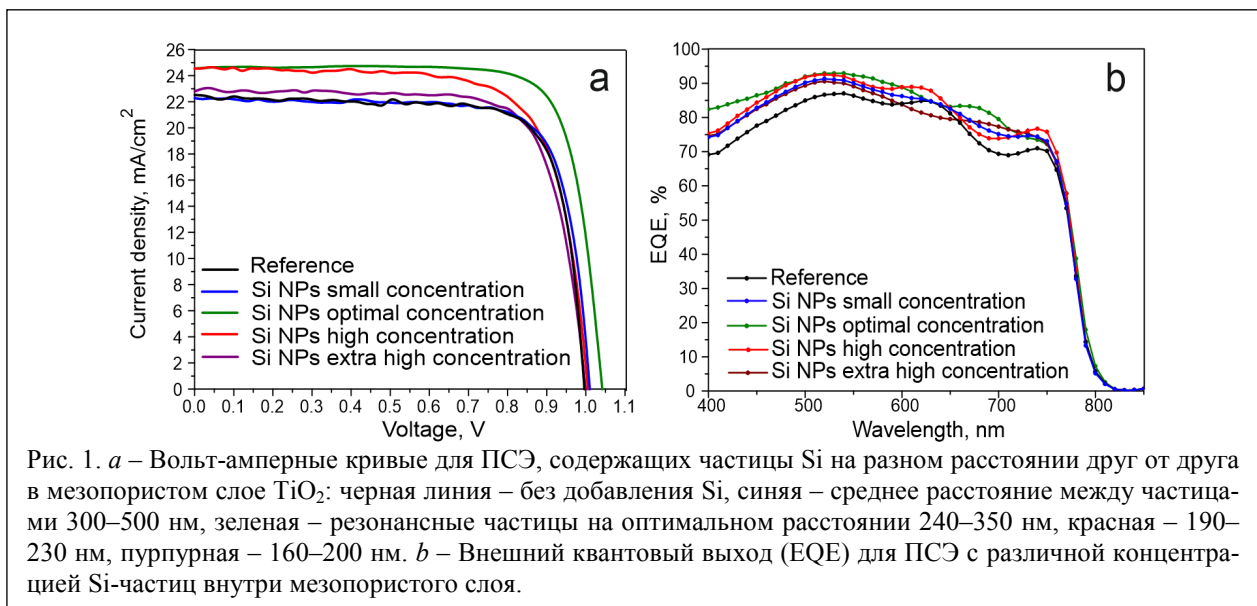 a
26
24
22
20
18
16
14
12
10
8
6
4
2
0
Current density, mA/cm²
Reference
Si NPs small concentration
Si NPs optimal concentration
Si NPs high concentration
Si NPs extra high concentration
0.0 0.1 0.2 0.3 0.4 0.5 0.6 0.7 0.8 0.9 1.0 1.1
Voltage, V
b
100
90
80
70
60
50
40
30
20
10
0
EQE, %
Reference
Si NPs small concentration
Si NPs optimal concentration
Si NPs high concentration
Si NPs extra high concentration
400 500 600 700 800
Wavelength, nm
Рис. 1. a – Вольт-амперные кривые для ПСЭ, содержащих частицы Si на разном расстоянии друг от друга
в мезопористом слое TiO₂: черная линия – без добавления Si, синяя – среднее расстояние между частица-
ми 300–500 нм, зеленая – резонансные частицы на оптимальном расстоянии 240–350 нм, красная – 190–
230 нм, пурпурная – 160–200 нм. b – Внешний квантовый выход (EQE) для ПСЭ с различной концентра-
цией Si-частиц внутри мезопористого слоя.